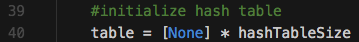 39 #initialize hash table
40 table = [None] * hashTableSize